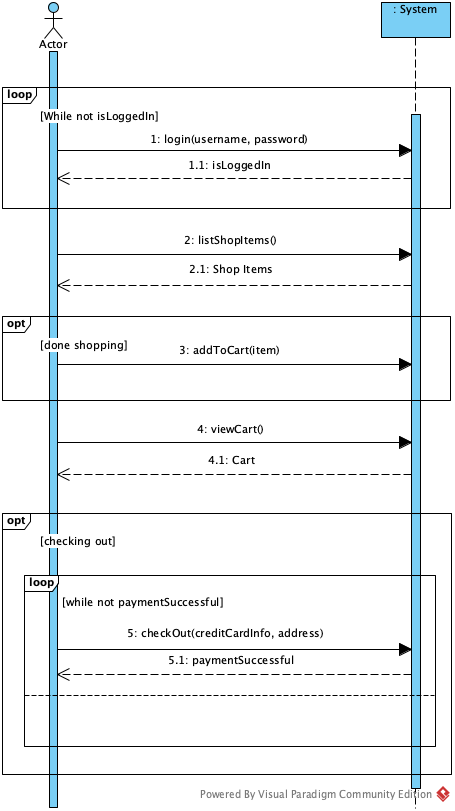 : System
Actor
loop
[While not isLoggedIn]
1: login(username, password)
1.1: isLoggedIn
2: listShopItems()
2.1: Shop Items
opt
[done shopping]
3: addToCart(item)
4: viewCart()
4.1: Cart
opt
[checking out]
loop
[while not paymentSuccessful]
5: checkOut(creditCardInfo, address)
5.1: paymentSuccessful
Powered By Visual Paradigm Community Edition